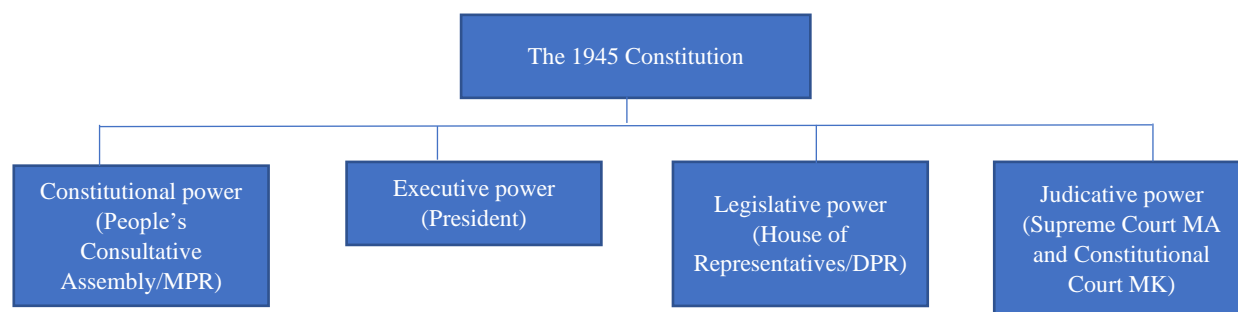 The 1945 Constitution
Constitutional power
(People’s
Consultative
Assembly/MPR)
Executive power
(President)
Legislative power
(House of
Representatives/DPR)
Judicative power
(Supreme Court MA
and Constitutional
Court MK)